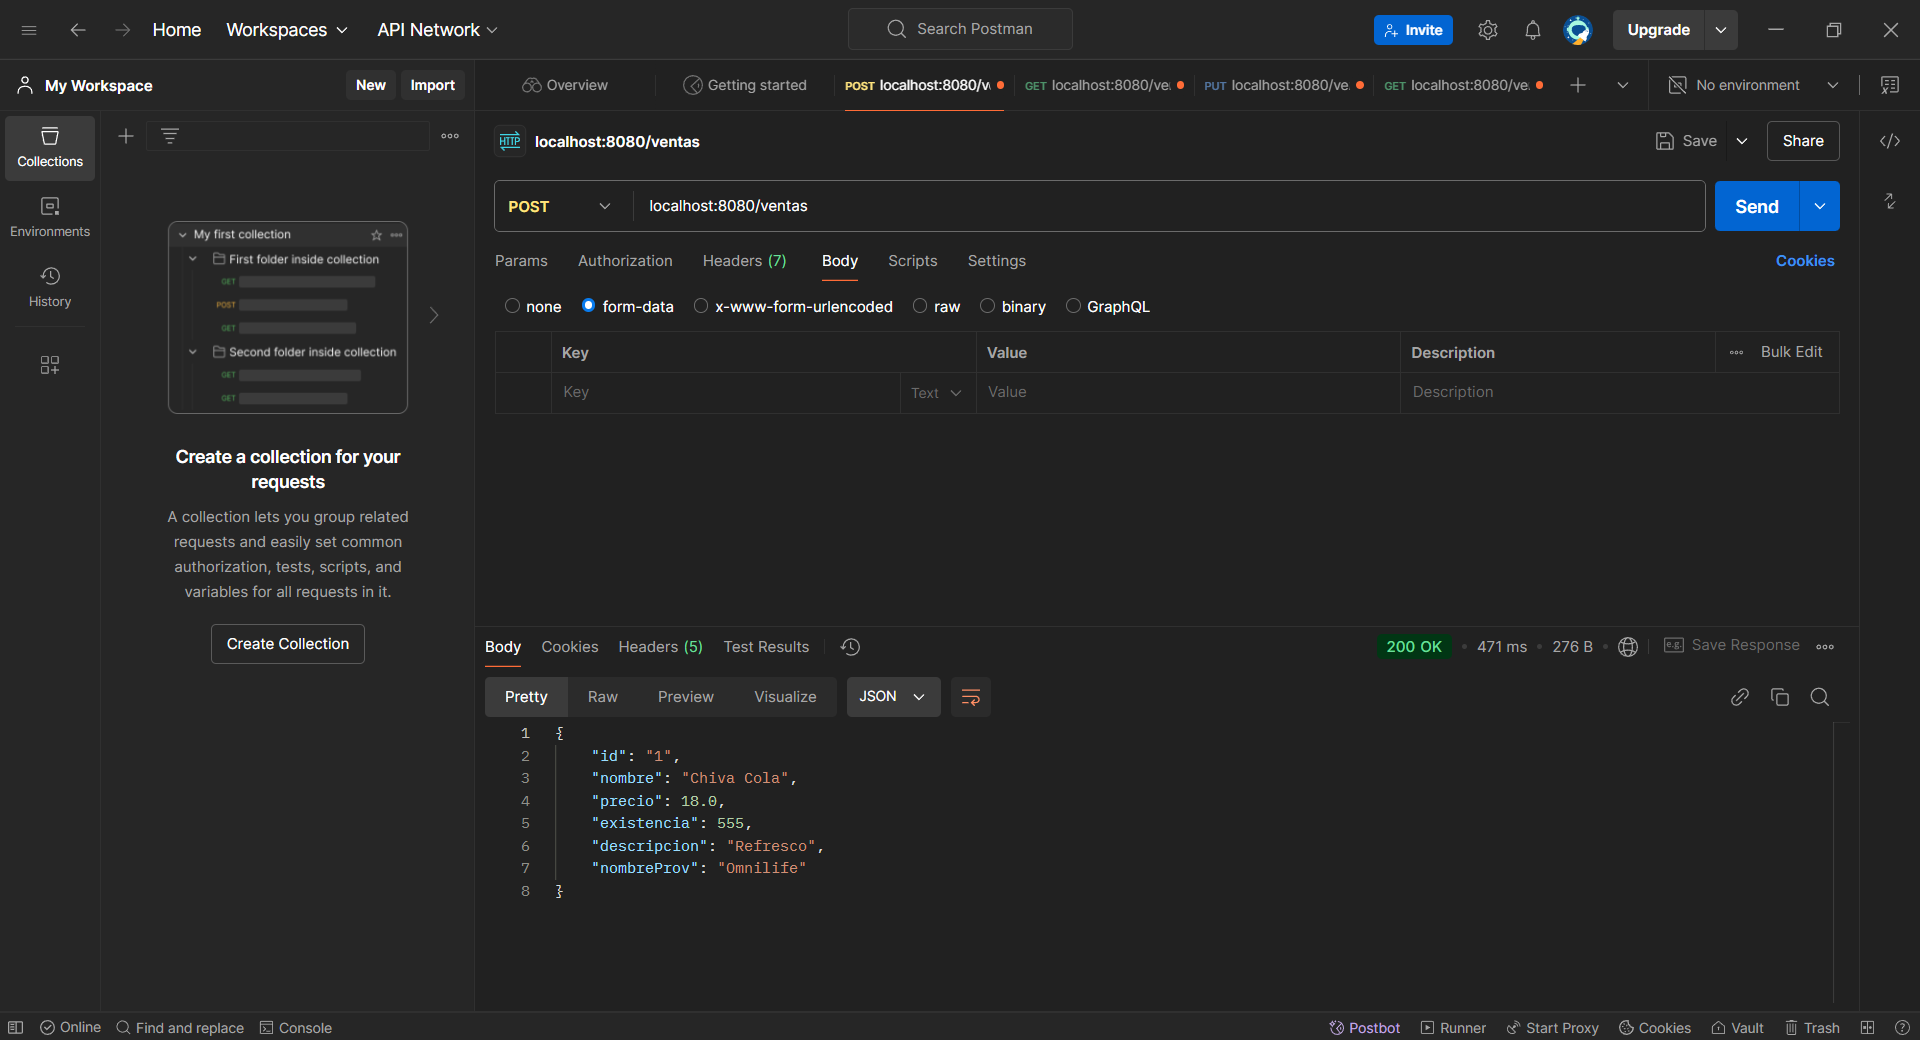 Home Workspaces API Network Search Postman Invite Upgrade
My Workspace New Import Overview Getting started POST localhost:8080/v GET localhost:8080/ve PUT localhost:8080/ve. GET localhost:8080/ve. No environment
Collections
HTTP localhost:8080/ventas Save Share
Environments
POST localhost:8080/ventas Send
My first collection
First folder inside collection
GET
POST
GET
Second folder inside collection
GET
GET
History
Params Authorization Headers (7) Body Scripts Settings Cookies
none form-data x-www-form-urlencoded raw binary GraphQL
Key Value Description Bulk Edit
Key Text Value Description
Create a collection for your
requests
A collection lets you group related
requests and easily set common
authorization, tests, scripts, and
variables for all requests in it.
Create Collection
Body Cookies Headers (5) Test Results 200 OK 471 ms 276 B e.g. Save Response
Pretty Raw Preview Visualize JSON
1 {
2 "id": "1",
3 "nombre": "Chiva Cola",
4 "precio": 18.0,
5 "existencia": 555,
6 "descripcion": "Refresco",
7 "nombreProv": "Omnilife"
8 }
Online Find and replace Console Postbot Runner Start Proxy Cookies Vault Trash